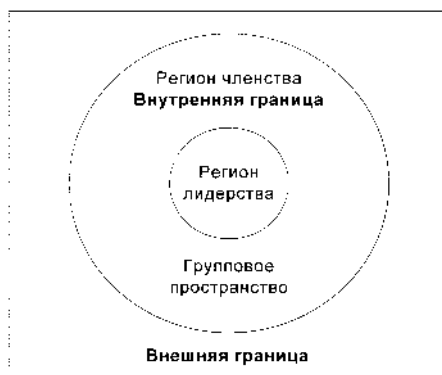 Регион членства
Внутренняя граница
Регион
лидерства
Групповое
пространство
Внешняя граница